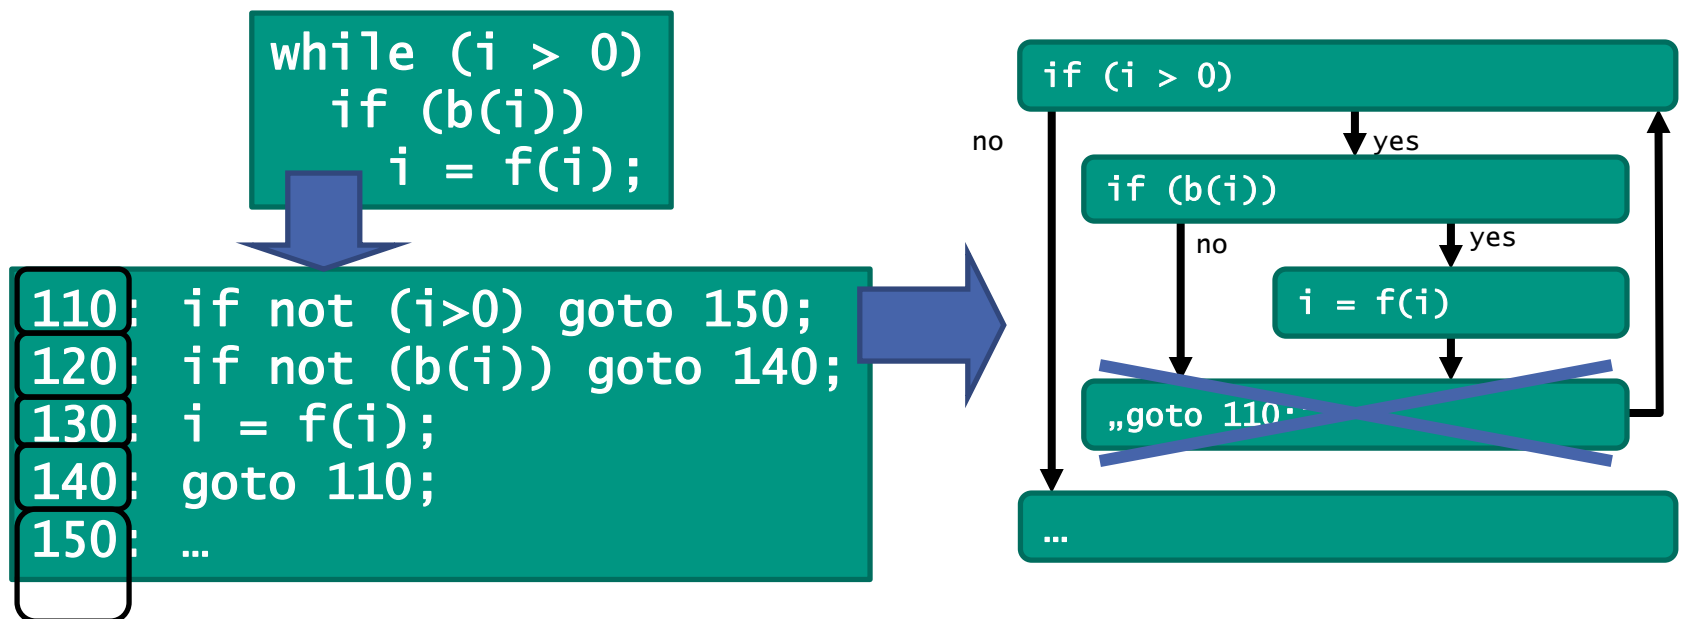 while (i > 0)
if (b(i))
i = f(i);
110: if not (i>0) goto 150;
120: if not (b(i)) goto 140;
130: i = f(i);
140: goto 110;
150: …
if (i > 0)
no
yes
if (b(i))
no
yes
i = f(i)
„goto 110;
…